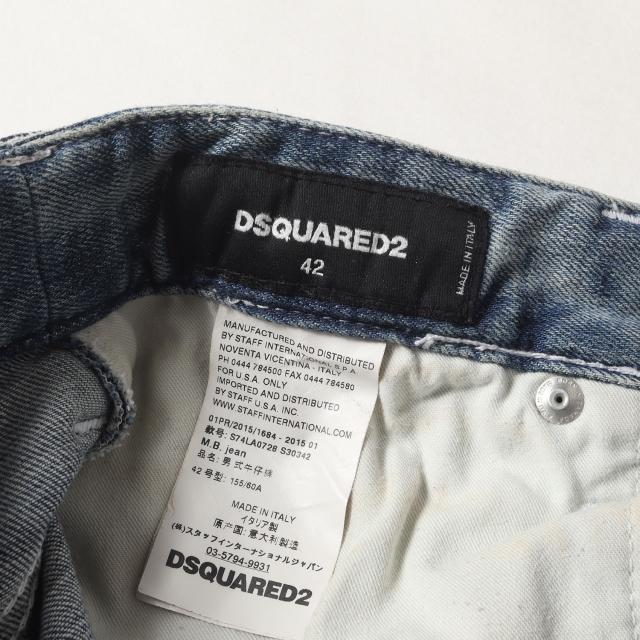 DSQUARED2
42
MADE IN ITALY
MANUFACTURED AND DISTRIBUTED
BY STAFF INTERNATIONAL S.P.A
NOVENTA VICENTINA - ITALY
PH 0444 784500 FAX 0444 784580
FOR U.S.A. ONLY
IMPORTED AND DISTRIBUTED
BY STAFF U.S.A. INC.
WWW.STAFFINTERNATIONAL.COM
01PR/2015/1684 - 2015 01
款号: S74LA0728 S30342
M.B. jean
品名: 男式牛仔裤
42号型: 155/60A
MADE IN ITALY
イタリア製
原产国: 意大利製造
(株)スタッフインターナショナルジャパン
03-5794-9931
DSQUARED2